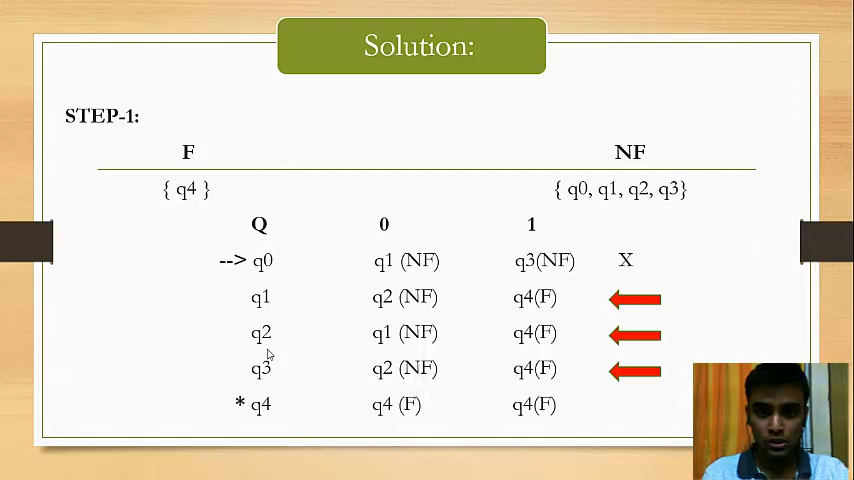 Solution:
STEP-1:
F NF
{ q4 } { q0, q1, q2, q3}
Q 0 1
--> q0 q1 (NF) q3(NF) X
q1 q2 (NF) q4(F)
q2 q1 (NF) q4(F)
q3 q2 (NF) q4(F)
* q4 q4 (F) q4(F)